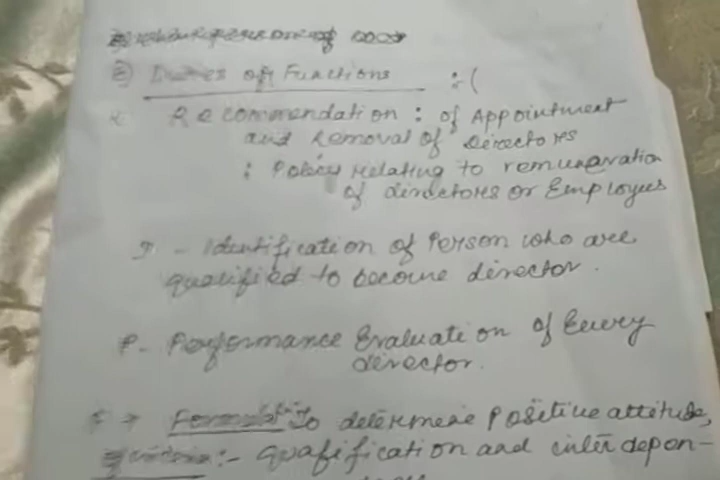 Duties of Functions :- (
Recommendation : of Appointment
and Removal of Directors
: Policy relating to remuneration
of directors or Employees
I - Identification of Person who are
qualified to become director.
P. - Performance Evaluation of Every
director.
F → To determine Positive attitude,
:- Qualification and inter depen-